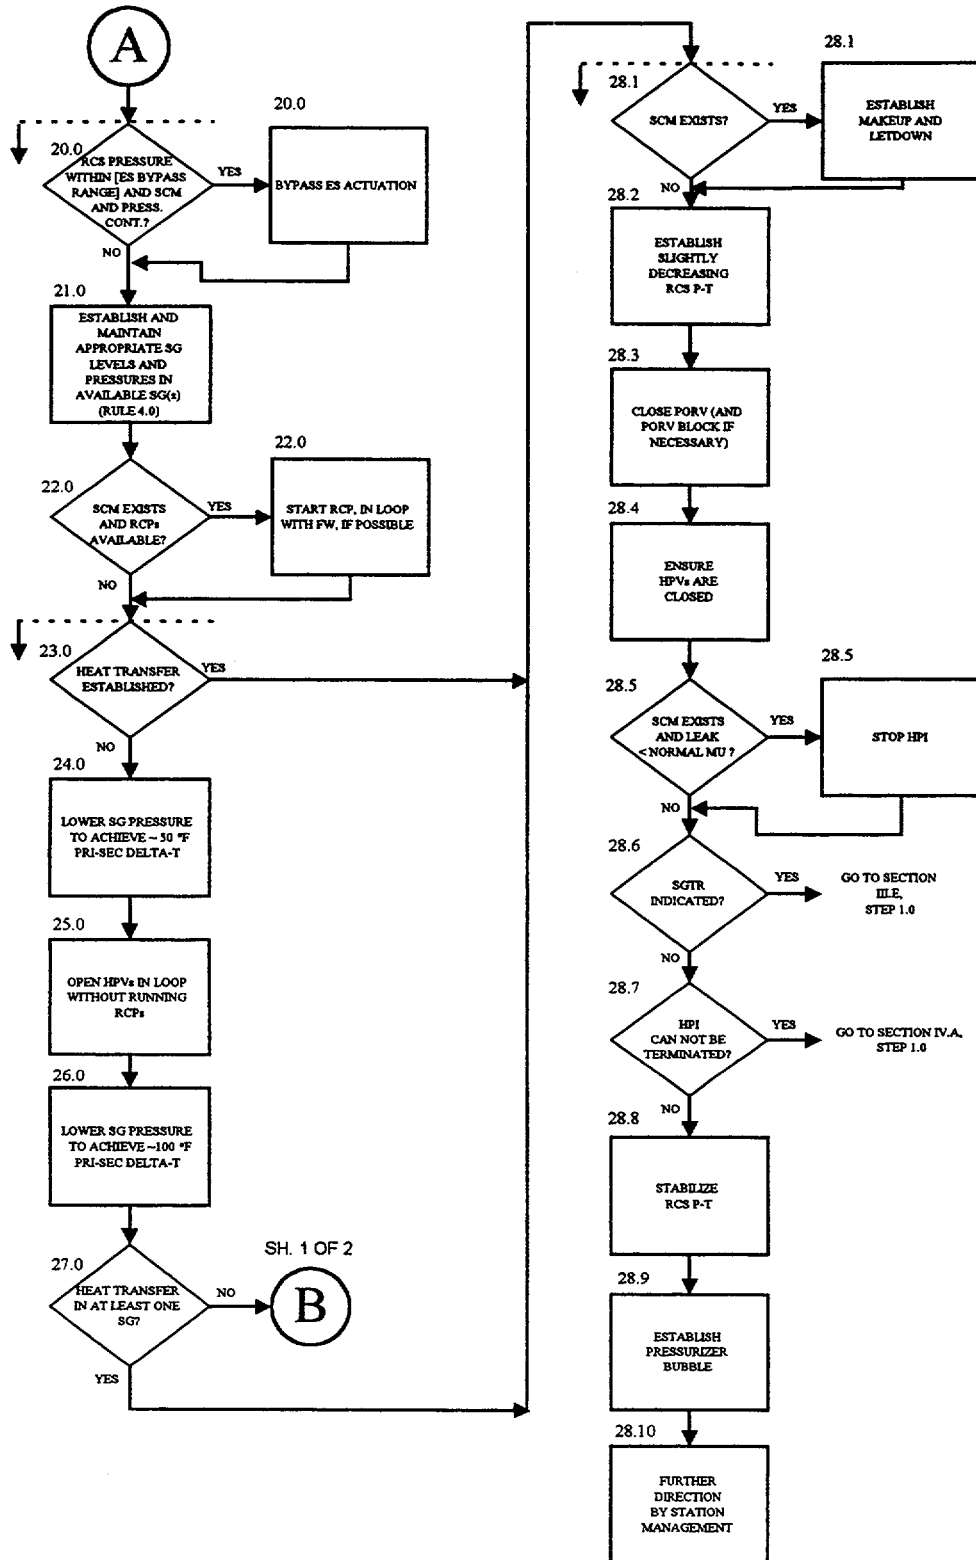 A
20.0
RCS PRESSURE
WITHIN [ES BYPASS
RANGE] AND SCM
AND PRESS.
CONT.?
YES
20.0
BYPASS ES ACTUATION
NO
21.0
ESTABLISH AND
MAINTAIN
APPROPRIATE SG
LEVELS AND
PRESSURES IN
AVAILABLE SG(s)
(RULE 4.0)
22.0
SCM EXISTS
AND RCPs
AVAILABLE?
YES
22.0
START RCP, IN LOOP
WITH FW, IF POSSIBLE
NO
23.0
HEAT TRANSFER
ESTABLISHED?
YES
NO
24.0
LOWER SG PRESSURE
TO ACHIEVE ~ 50 °F
PRI-SEC DELTA-T
25.0
OPEN HPVs IN LOOP
WITHOUT RUNNING
RCPs
26.0
LOWER SG PRESSURE
TO ACHIEVE ~100 °F
PRI-SEC DELTA-T
27.0
HEAT TRANSFER
IN AT LEAST ONE
SG?
NO
SH. 1 OF 2
B
YES
28.1
SCM EXISTS?
YES
28.1
ESTABLISH
MAKEUP AND
LETDOWN
NO
28.2
ESTABLISH
SLIGHTLY
DECREASING
RCS P-T
28.3
CLOSE PORV (AND
PORV BLOCK IF
NECESSARY)
28.4
ENSURE
HPVs ARE
CLOSED
28.5
SCM EXISTS
AND LEAK
< NORMAL MU ?
YES
28.5
STOP HPI
NO
28.6
SGTR
INDICATED?
YES
GO TO SECTION
III.E,
STEP 1.0
NO
28.7
HPI
CAN NOT BE
TERMINATED?
YES
GO TO SECTION IV.A,
STEP 1.0
NO
28.8
STABILIZE
RCS P-T
28.9
ESTABLISH
PRESSURIZER
BUBBLE
28.10
FURTHER
DIRECTION
BY STATION
MANAGEMENT